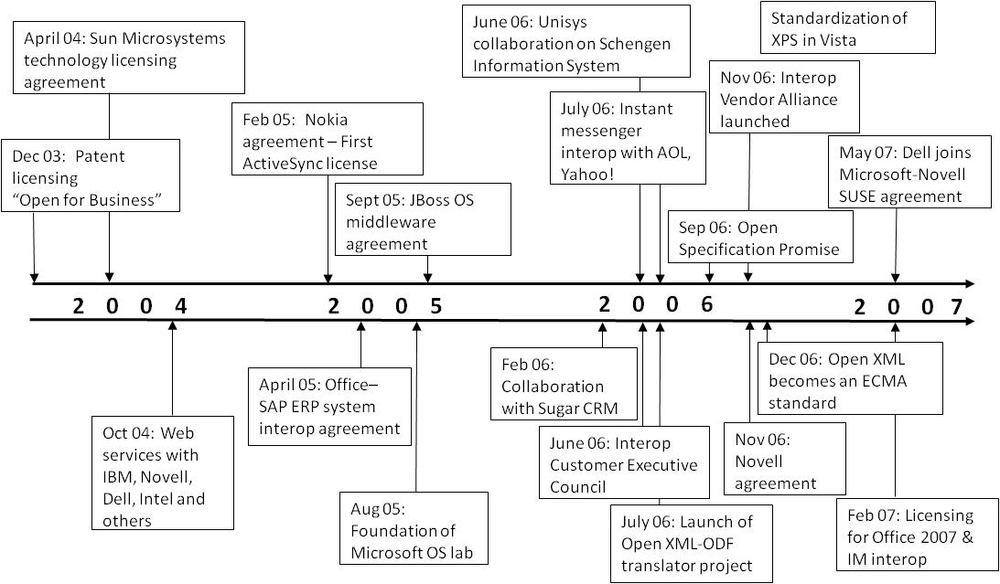 April 04: Sun Microsystems
technology licensing
agreement
Dec 03:  Patent
licensing
“Open for Business”
Feb 05:  Nokia
agreement – First
ActiveSync license
Sept 05: JBoss OS
middleware
agreement
June 06: Unisys
collaboration on Schengen
Information System
July 06: Instant
messenger
interop with AOL,
Yahoo!
Standardization of
XPS in Vista
Nov 06: Interop
Vendor Alliance
launched
Sep 06: Open
Specification Promise
May 07: Dell joins
Microsoft-Novell
SUSE agreement
2 0 0 4 2 0 0 5 2 0 0 6 2 0 0 7
Oct 04: Web
services with
IBM, Novell,
Dell, Intel and
others
April 05: Office–
SAP ERP system
interop agreement
Aug 05:
Foundation of
Microsoft OS lab
Feb 06:
Collaboration
with Sugar CRM
June 06: Interop
Customer Executive
Council
July 06: Launch of
Open XML-ODF
translator project
Nov 06:
Novell
agreement
Dec 06: Open XML
becomes an ECMA
standard
Feb 07: Licensing
for Office 2007 &
IM interop